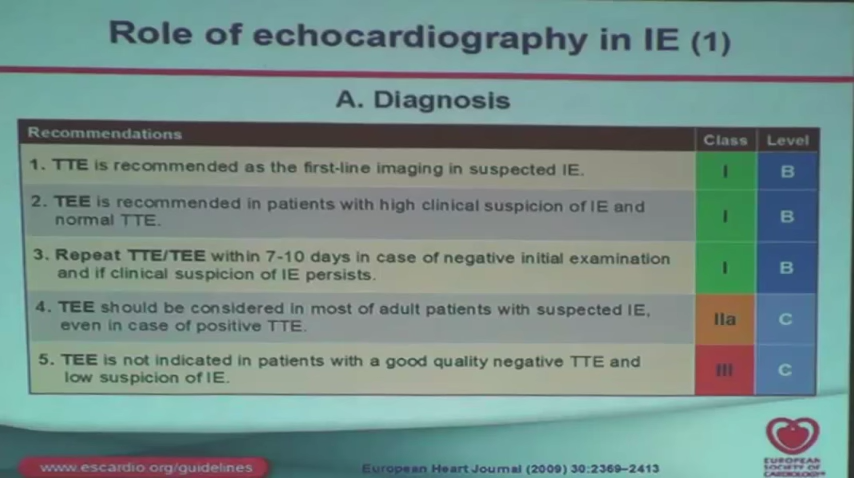 Role of echocardiography in IE (1)
A. Diagnosis
Recommendations Class Level
1. TTE is recommended as the first-line imaging in suspected IE. I B
2. TEE is recommended in patients with high clinical suspicion of IE and
normal TTE. I B
3. Repeat TTE/TEE within 7-10 days in case of negative initial examination
and if clinical suspicion of IE persists. I B
4. TEE should be considered in most of adult patients with suspected IE,
even in case of positive TTE. IIa C
5. TEE is not indicated in patients with a good quality negative TTE and
low suspicion of IE. III C
www.escardio.org/guidelines
European Heart Journal (2009) 30:2369–2413
EUROPEAN
SOCIETY OF
CARDIOLOGY®